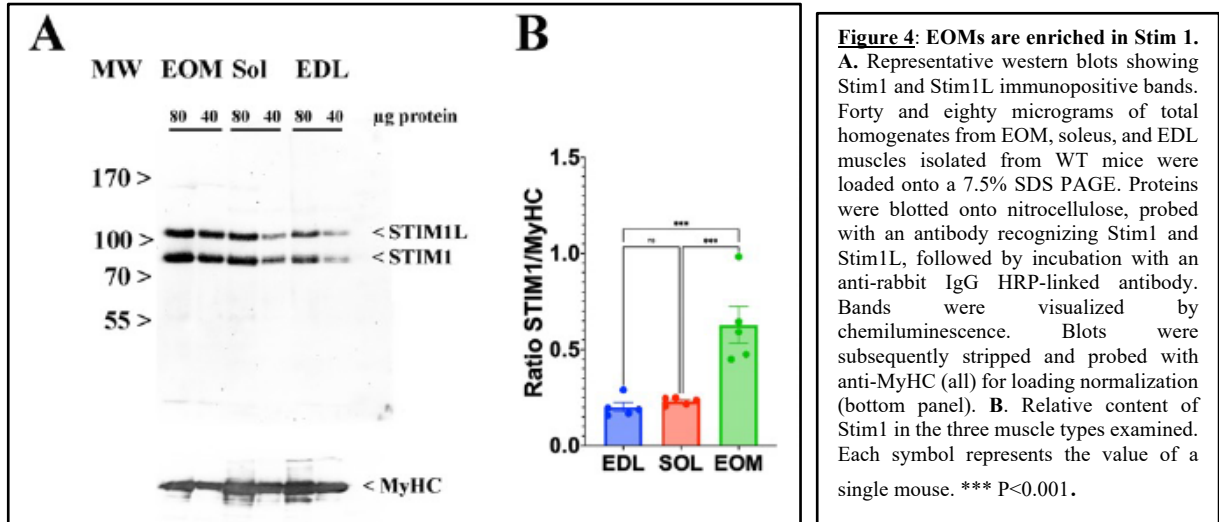 A
MW EOM Sol EDL
80 40 80 40 80 40 µg protein
170 >
< STIM1L
100 >
< STIM1
70 >
55 >
< MyHC
B
Ratio STIM1/MyHC
1.5
***
ns ***
1.0
0.5
0.0
EDL SOL EOM
Figure 4: EOMs are enriched in Stim 1.
A. Representative western blots showing
Stim1 and Stim1L immunopositive bands.
Forty and eighty micrograms of total
homogenates from EOM, soleus, and EDL
muscles isolated from WT mice were
loaded onto a 7.5% SDS PAGE. Proteins
were blotted onto nitrocellulose, probed
with an antibody recognizing Stim1 and
Stim1L, followed by incubation with an
anti-rabbit IgG HRP-linked antibody.
Bands were visualized by
chemiluminescence. Blots were
subsequently stripped and probed with
anti-MyHC (all) for loading normalization
(bottom panel). B. Relative content of
Stim1 in the three muscle types examined.
Each symbol represents the value of a
single mouse. *** P<0.001.